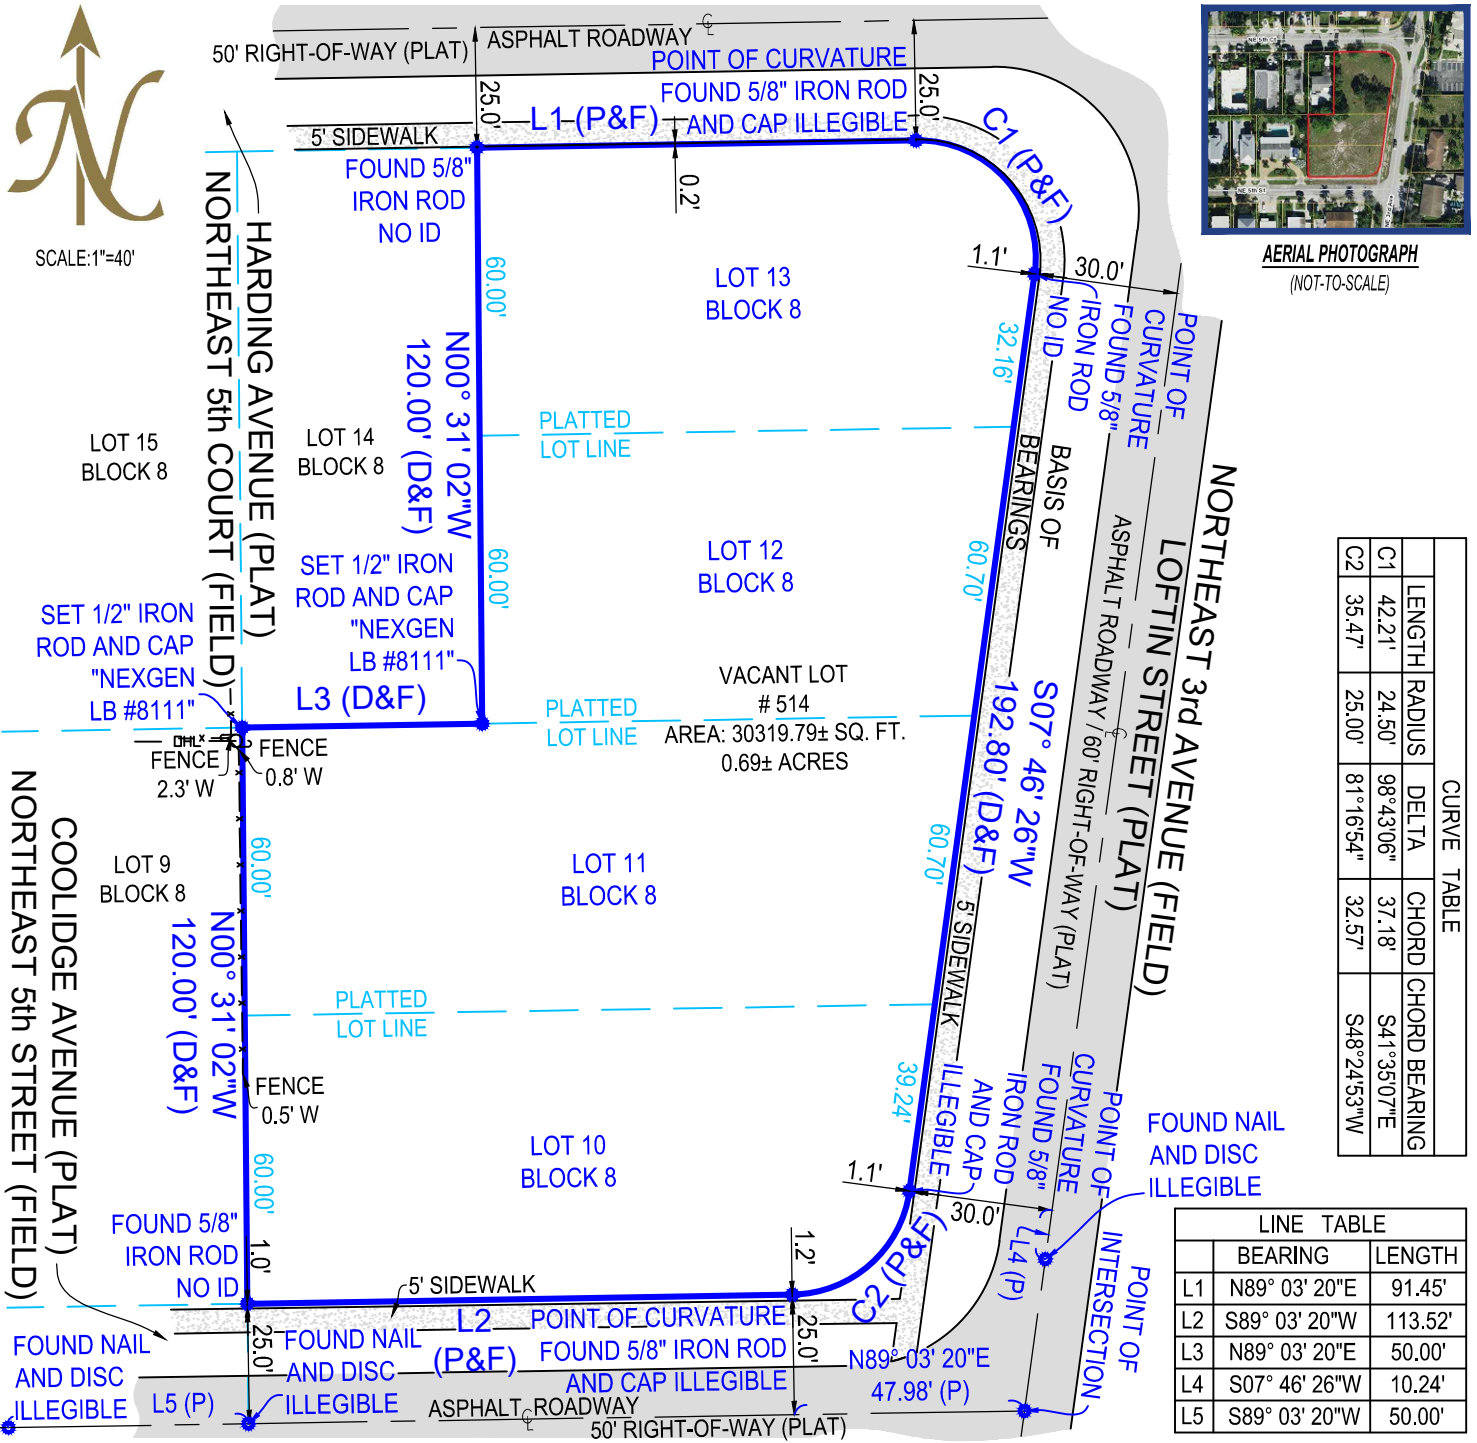 N
SCALE:1"=40'
50' RIGHT-OF-WAY (PLAT)
ASPHALT ROADWAY
℄
POINT OF CURVATURE
FOUND 5/8" IRON ROD
AND CAP ILLEGIBLE
25.0'
25.0'
5' SIDEWALK
L1 (P&F)
C1 (P&F)
0.2'
FOUND 5/8"
IRON ROD
NO ID
HARDING AVENUE (PLAT)
NORTHEAST 5th COURT (FIELD)
NE 5th Ct
NE 5th St
NE 3rd Ave
AERIAL PHOTOGRAPH
(NOT-TO-SCALE)
LOT 13
BLOCK 8
60.00'
1.1'
30.0'
POINT OF
CURVATURE
FOUND 5/8"
IRON ROD
NO ID
32.16'
N00° 31' 02"W
120.00' (D&F)
PLATTED
LOT LINE
LOT 15
BLOCK 8
LOT 14
BLOCK 8
BASIS OF
BEARINGS
NORTHEAST 3rd AVENUE (FIELD)
LOFTIN STREET (PLAT)
ASPHALT ROADWAY / 60' RIGHT-OF-WAY (PLAT)
℄
LOT 12
BLOCK 8
60.00'
60.70'
SET 1/2" IRON
ROD AND CAP
"NEXGEN
LB #8111"
SET 1/2" IRON
ROD AND CAP
"NEXGEN
LB #8111"
L3 (D&F)
PLATTED
LOT LINE
VACANT LOT
# 514
AREA: 30319.79± SQ. FT.
0.69± ACRES
S07° 46' 26"W
192.80' (D&F)
OHL
FENCE
2.3' W
FENCE
0.8' W
60.00'
60.70'
LOT 9
BLOCK 8
LOT 11
BLOCK 8
5' SIDEWALK
N00° 31' 02"W
120.00' (D&F)
COOLIDGE AVENUE (PLAT)
NORTHEAST 5th STREET (FIELD)
PLATTED
LOT LINE
FENCE
0.5' W
60.00'
39.24'
LOT 10
BLOCK 8
POINT OF
CURVATURE
FOUND 5/8"
IRON ROD
AND CAP
ILLEGIBLE
1.1'
30.0'
L4 (P)
FOUND NAIL
AND DISC
ILLEGIBLE
POINT OF
INTERSECTION
FOUND 5/8"
IRON ROD
NO ID
1.0'
1.2'
5' SIDEWALK
C2 (P&F)
L2
(P&F)
POINT OF CURVATURE
FOUND 5/8" IRON ROD
AND CAP ILLEGIBLE
25.0'
25.0'
FOUND NAIL
AND DISC
ILLEGIBLE
FOUND NAIL
AND DISC
ILLEGIBLE
L5 (P)
N89° 03' 20"E
47.98' (P)
ASPHALT ROADWAY
℄
50' RIGHT-OF-WAY (PLAT)
CURVE TABLE
LENGTH RADIUS DELTA CHORD CHORD BEARING
C1 42.21' 24.50' 98°43'06" 37.18' S41°35'07"E
C2 35.47' 25.00' 81°16'54" 32.57' S48°24'53"W
LINE TABLE
BEARING LENGTH
L1 N89° 03' 20"E 91.45'
L2 S89° 03' 20"W 113.52'
L3 N89° 03' 20"E 50.00'
L4 S07° 46' 26"W 10.24'
L5 S89° 03' 20"W 50.00'